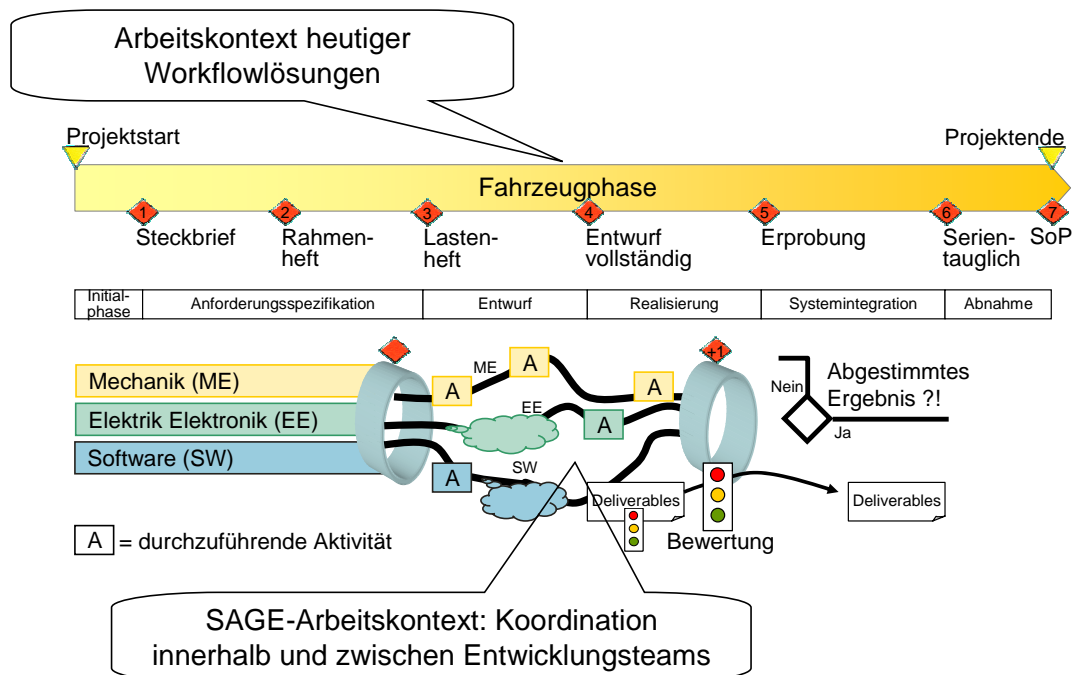 Arbeitskontext heutiger
Workflowlösungen
Projektstart
Projektende
Fahrzeugphase
1
2
3
4
5
6
7
Steckbrief
Rahmen-
heft
Lasten-
heft
Entwurf
vollständig
Erprobung
Serien-
tauglich
SoP
Initial-
phase
Anforderungsspezifikation
Entwurf
Realisierung
Systemintegration
Abnahme
+1
Mechanik (ME)
Elektrik Elektronik (EE)
Software (SW)
A
ME
A
A
EE
A
A
SW
Nein
Abgestimmtes
Ergebnis ?!
Ja
Deliverables
Deliverables
Bewertung
A = durchzuführende Aktivität
SAGE-Arbeitskontext: Koordination
innerhalb und zwischen Entwicklungsteams